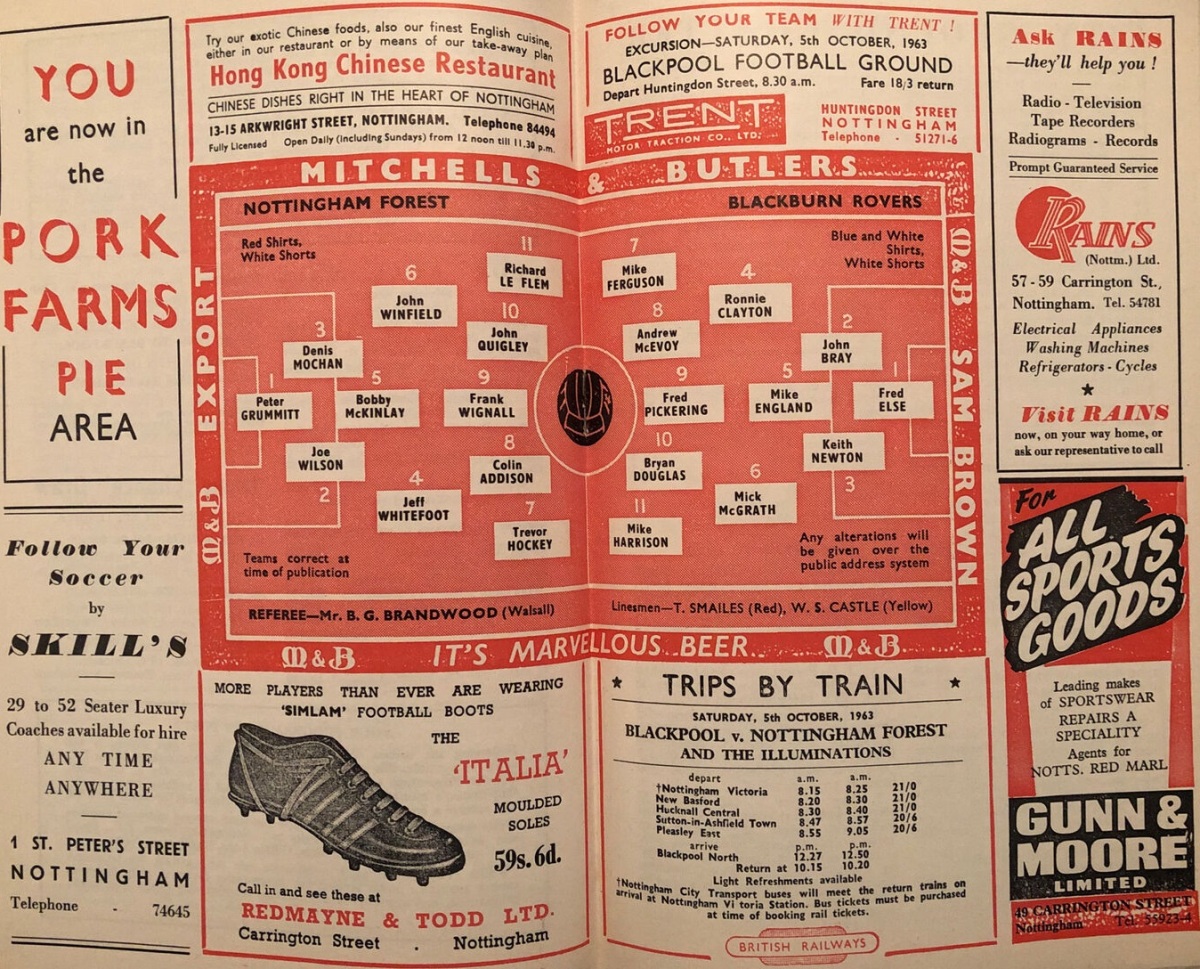 YOU
are now in
the
PORK
FARMS
PIE
AREA
Follow Your
Soccer
by
SKILL'S
29 to 52 Seater Luxury
Coaches available for hire
ANY TIME
ANYWHERE
1 ST. PETER'S STREET
NOTTINGHAM
Telephone - 74645
Try our exotic Chinese foods, also our finest English cuisine,
either in our restaurant or by means of our take-away plan
Hong Kong Chinese Restaurant
CHINESE DISHES RIGHT IN THE HEART OF NOTTINGHAM
13-15 ARKWRIGHT STREET, NOTTINGHAM. Telephone 84494
Fully Licensed Open Daily (including Sundays) from 12 noon till 11.30 p.m.
FOLLOW YOUR TEAM WITH TRENT !
EXCURSION—SATURDAY, 5th OCTOBER, 1963
BLACKPOOL FOOTBALL GROUND
Depart Huntingdon Street, 8.30 a.m. Fare 18/3 return
TRENT
MOTOR TRACTION CO., LTD.
HUNTINGDON STREET
NOTTINGHAM
Telephone - 51271-6
MITCHELLS & BUTLERS
M&B EXPORT
NOTTINGHAM FOREST
Red Shirts,
White Shorts
11
Richard
LE FLEM
6
John
WINFIELD
10
John
QUIGLEY
3
Denis
MOCHAN
1
Peter
GRUMMITT
5
Bobby
McKINLAY
9
Frank
WIGNALL
Joe
WILSON
2
8
Colin
ADDISON
4
Jeff
WHITEFOOT
7
Trevor
HOCKEY
Teams correct at
time of publication
REFEREE—Mr. B. G. BRANDWOOD (Walsall)
BLACKBURN ROVERS
Blue and White
Shirts,
White Shorts
7
Mike
FERGUSON
4
Ronnie
CLAYTON
8
Andrew
McEVOY
2
John
BRAY
9
Fred
PICKERING
5
Mike
ENGLAND
1
Fred
ELSE
10
Bryan
DOUGLAS
Keith
NEWTON
3
6
Mick
McGRATH
11
Mike
HARRISON
Any alterations will
be given over the
public address system
Linesmen—T. SMAILES (Red), W. S. CASTLE (Yellow)
M&B SAM BROWN
M&B IT'S MARVELLOUS BEER M&B
MORE PLAYERS THAN EVER ARE WEARING
'SIMLAM' FOOTBALL BOOTS
THE
'ITALIA'
MOULDED
SOLES
59s. 6d.
Call in and see these at
REDMAYNE & TODD LTD.
Carrington Street . Nottingham
★ TRIPS BY TRAIN ★
SATURDAY, 5th OCTOBER, 1963
BLACKPOOL v. NOTTINGHAM FOREST
AND THE ILLUMINATIONS
depart a.m. a.m.
†Nottingham Victoria 8.15 8.25 21/0
New Basford 8.20 8.30 21/0
Hucknall Central 8.30 8.40 21/0
Sutton-in-Ashfield Town 8.47 8.57 20/6
Pleasley East 8.55 9.05 20/6
arrive p.m. p.m.
Blackpool North 12.27 12.50
Return at 10.15 10.20
Light Refreshments available
†Nottingham City Transport buses will meet the return trains on
arrival at Nottingham Vi toria Station. Bus tickets must be purchased
at time of booking rail tickets.
BRITISH RAILWAYS
Ask RAINS
—they'll help you !
Radio - Television
Tape Recorders
Radiograms - Records
Prompt Guaranteed Service
RAINS
(Nottm.) Ltd.
57-59 Carrington St.,
Nottingham. Tel. 54781
Electrical Appliances
Washing Machines
Refrigerators - Cycles
★
Visit RAINS
now, on your way home, or
ask our representative to call
For
ALL
SPORTS
GOODS
Leading makes
of SPORTSWEAR
REPAIRS A
SPECIALITY
Agents for
NOTTS. RED MARL
GUNN &
MOORE
LIMITED
49 CARRINGTON STREET
Nottingham Tel. 55923-4